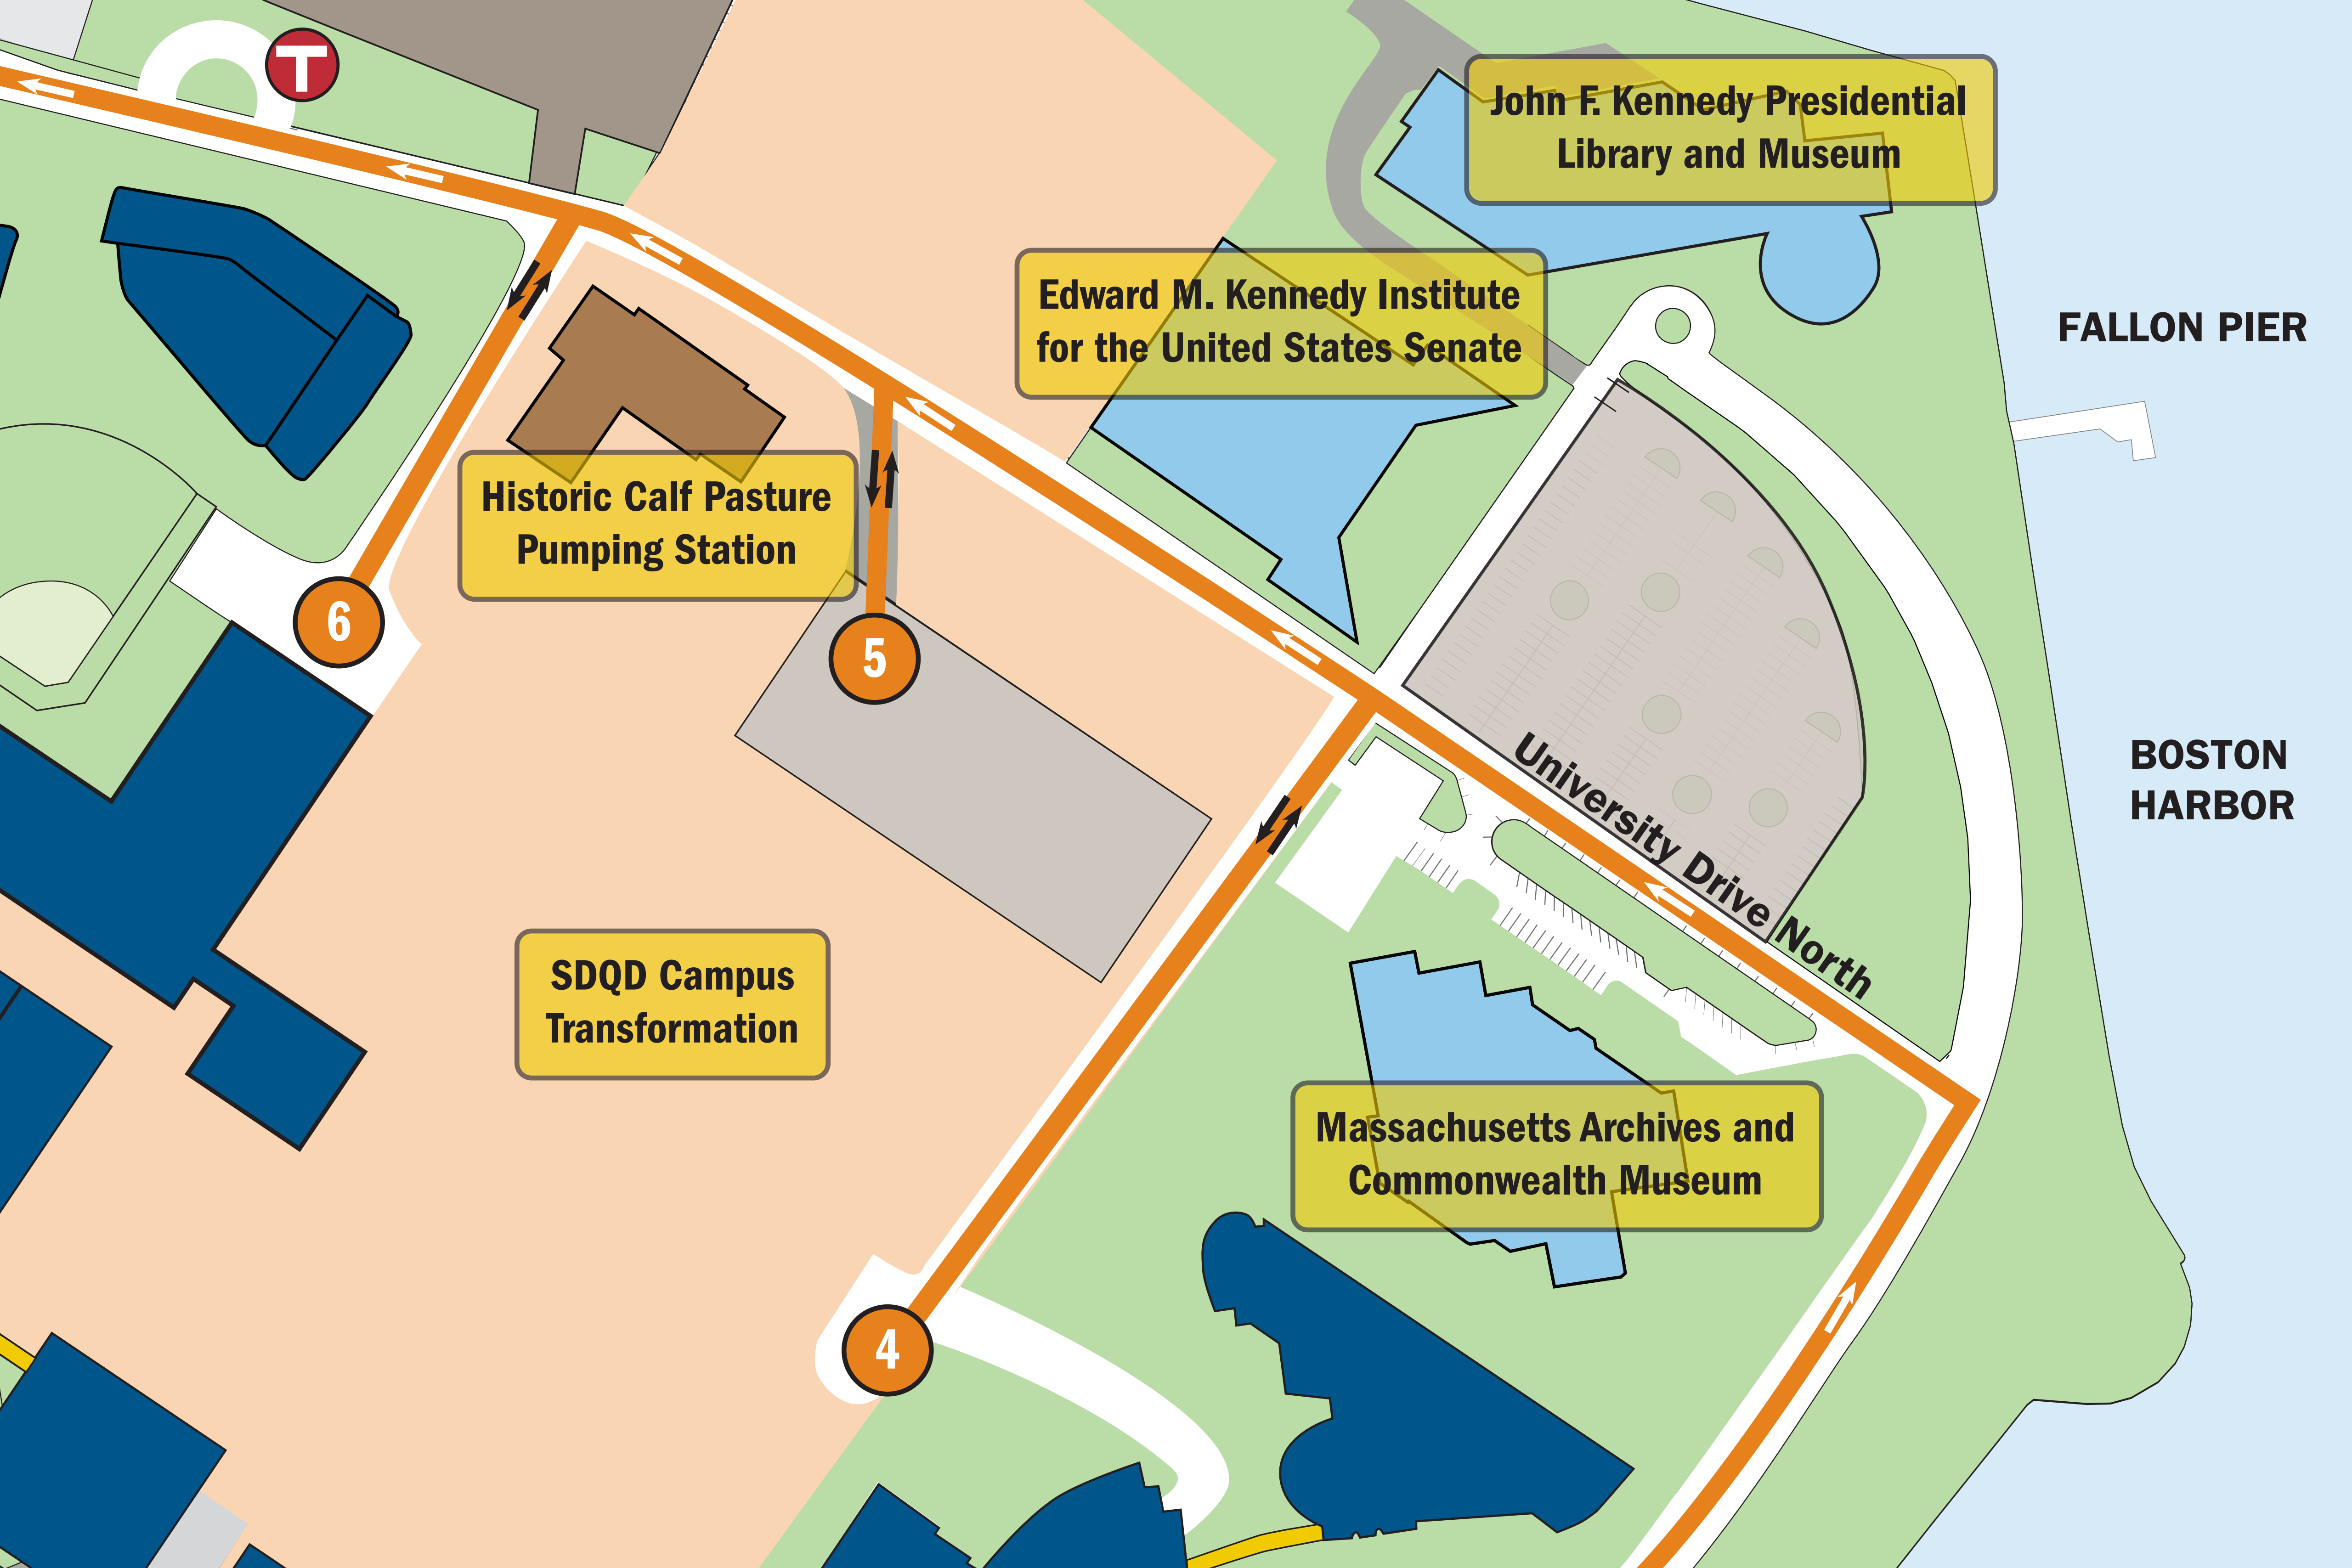 T
John F. Kennedy Presidential
Library and Museum
Edward M. Kennedy Institute
for the United States Senate
FALLON PIER
Historic Calf Pasture
Pumping Station
6
5
University Drive North
BOSTON
HARBOR
SDQD Campus
Transformation
Massachusetts Archives and
Commonwealth Museum
4